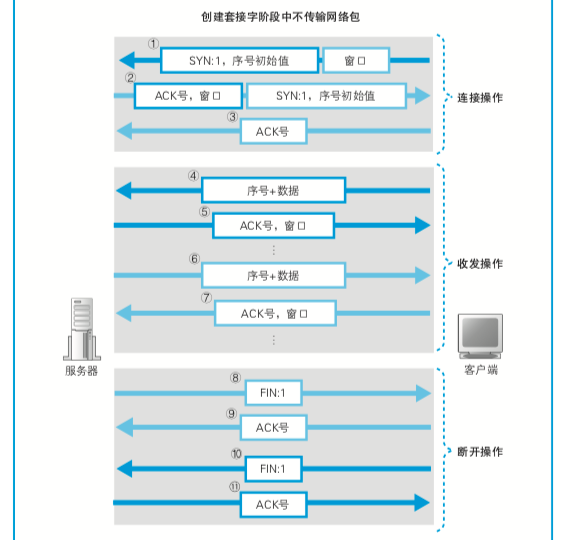 创建套接字阶段中不传输网络包
① SYN:1，序号初始值 窗口
② ACK号，窗口 SYN:1，序号初始值
③ ACK号
连接操作
④ 序号+数据
⑤ ACK号，窗口
⋮
⑥ 序号+数据
⑦ ACK号，窗口
⋮
收发操作
服务器
客户端
⑧ FIN:1
⑨ ACK号
⑩ FIN:1
⑪ ACK号
断开操作